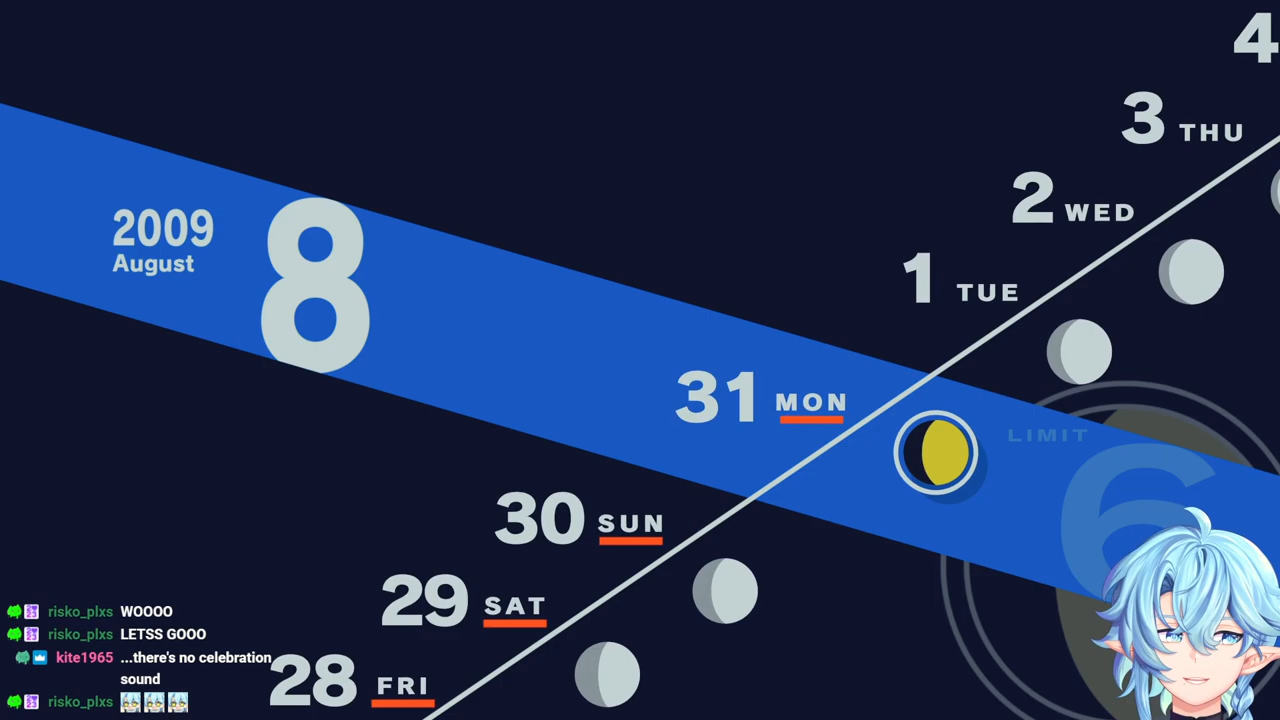 4
3 THU
2 WED
1 TUE
2009
August
8
31 MON
LIMIT
6
30 SUN
29 SAT
28 FRI
risko_plxs WOOOO
risko_plxs LETSS GOOO
kite1965 ...there's no celebration
sound
risko_plxs